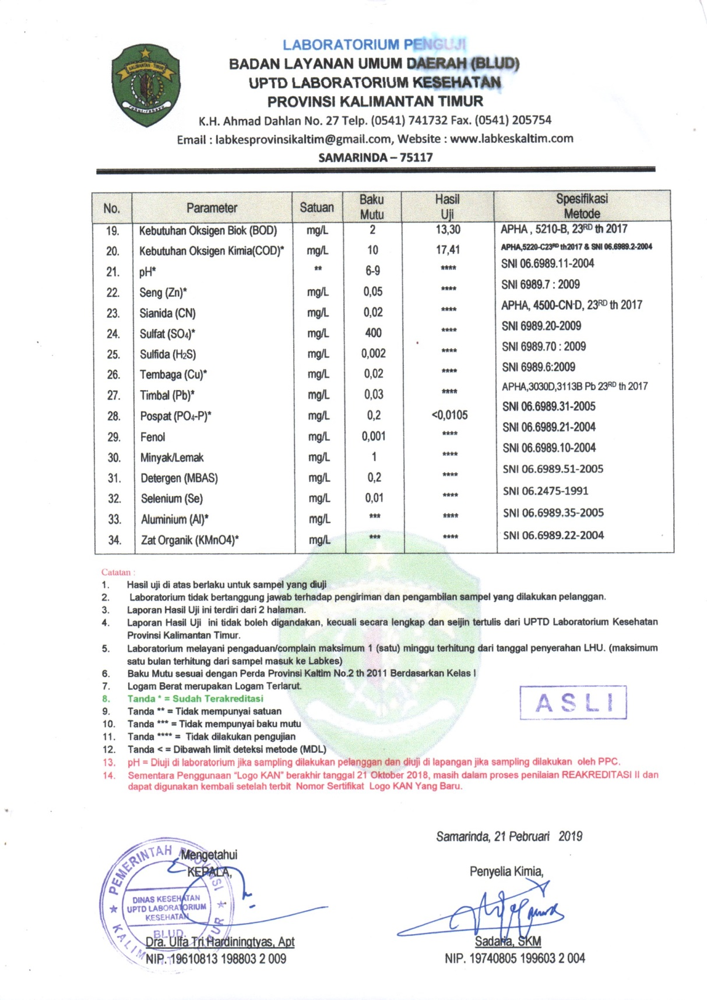 LABORATORIUM PENGUJI
BADAN LAYANAN UMUM DAERAH (BLUD)
UPTD LABORATORIUM KESEHATAN
PROVINSI KALIMANTAN TIMUR
K.H. Ahmad Dahlan No. 27 Telp. (0541) 741732 Fax. (0541) 205754
Email : labkesprovinsikaltim@gmail.com, Website : www.labkeskaltim.com
SAMARINDA – 75117
KALIMANTAN - TIMUR
ruhui-rahayu
No. Parameter Satuan Baku Mutu Hasil Uji Spesifikasi Metode
19. Kebutuhan Oksigen Biok (BOD) mg/L 2 13,30 APHA , 5210-B, 23RD th 2017
20. Kebutuhan Oksigen Kimia(COD)* mg/L 10 17,41 APHA,5220-C23RD th2017 & SNI 06.6989.2-2004
21. pH* ** 6-9 **** SNI 06.6989.11-2004
22. Seng (Zn)* mg/L 0,05 **** SNI 6989.7 : 2009
23. Sianida (CN) mg/L 0,02 **** APHA, 4500-CN-D, 23RD th 2017
24. Sulfat (SO4)* mg/L 400 **** SNI 6989.20-2009
25. Sulfida (H2S) mg/L 0,002 **** SNI 6989.70 : 2009
26. Tembaga (Cu)* mg/L 0,02 **** SNI 6989.6:2009
27. Timbal (Pb)* mg/L 0,03 **** APHA,3030D,3113B Pb 23RD th 2017
28. Pospat (PO4-P)* mg/L 0,2 <0,0105 SNI 06.6989.31-2005
29. Fenol mg/L 0,001 **** SNI 06.6989.21-2004
30. Minyak/Lemak mg/L 1 **** SNI 06.6989.10-2004
31. Detergen (MBAS) mg/L 0,2 **** SNI 06.6989.51-2005
32. Selenium (Se) mg/L 0,01 **** SNI 06.2475-1991
33. Aluminium (Al)* mg/L *** **** SNI 06.6989.35-2005
34. Zat Organik (KMnO4)* mg/L *** **** SNI 06.6989.22-2004
Catatan :
1. Hasil uji di atas berlaku untuk sampel yang diuji
2. Laboratorium tidak bertanggung jawab terhadap pengiriman dan pengambilan sampel yang dilakukan pelanggan.
3. Laporan Hasil Uji ini terdiri dari 2 halaman.
4. Laporan Hasil Uji ini tidak boleh digandakan, kecuali secara lengkap dan seijin tertulis dari UPTD Laboratorium Kesehatan
Provinsi Kalimantan Timur.
5. Laboratorium melayani pengaduan/complain maksimum 1 (satu) minggu terhitung dari tanggal penyerahan LHU. (maksimum
satu bulan terhitung dari sampel masuk ke Labkes)
6. Baku Mutu sesuai dengan Perda Provinsi Kaltim No.2 th 2011 Berdasarkan Kelas I
7. Logam Berat merupakan Logam Terlarut.
8. Tanda * = Sudah Terakreditasi
9. Tanda ** = Tidak mempunyai satuan
10. Tanda *** = Tidak mempunyai baku mutu
11. Tanda **** = Tidak dilakukan pengujian
12. Tanda < = Dibawah limit deteksi metode (MDL)
13. pH = Diuji di laboratorium jika sampling dilakukan pelanggan dan diuji di lapangan jika sampling dilakukan oleh PPC.
14. Sementara Penggunaan "Logo KAN" berakhir tanggal 21 Oktober 2018, masih dalam proses penilaian REAKREDITASI II dan
dapat digunakan kembali setelah terbit Nomor Sertifikat Logo KAN Yang Baru.
ASLI
Samarinda, 21 Pebruari 2019
Mengetahui
KEPALA,
Penyelia Kimia,
PEMERINTAH PROVINSI
KALIMANTAN TIMUR
DINAS KESEHATAN
UPTD LABORATORIUM
KESEHATAN
BLUD.
Dra. Ulfa Tri Hardiningtyas, Apt
NIP. 19610813 198803 2 009
Sadaria, SKM
NIP. 19740805 199603 2 004